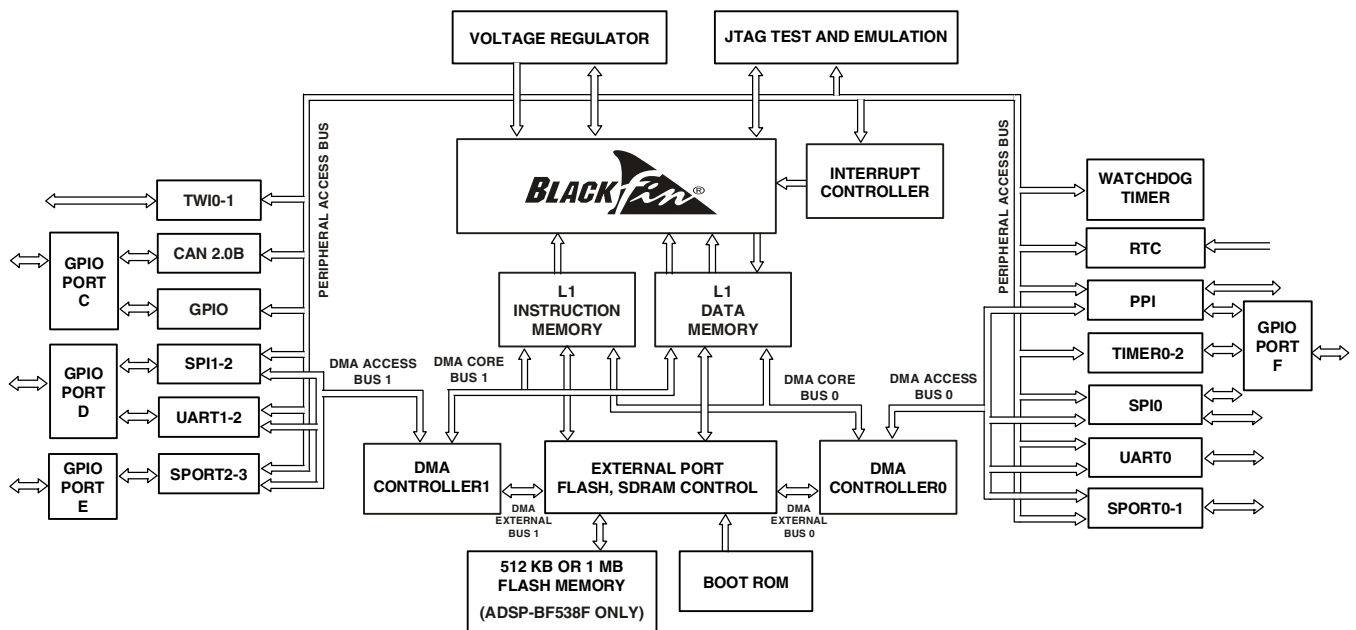 VOLTAGE REGULATOR
JTAG TEST AND EMULATION
PERIPHERAL ACCESS BUS
BLACKfin®
INTERRUPT
CONTROLLER
PERIPHERAL ACCESS BUS
TWI0-1
CAN 2.0B
GPIO
GPIO
PORT
C
SPI1-2
UART1-2
GPIO
PORT
D
SPORT2-3
GPIO
PORT
E
L1
INSTRUCTION
MEMORY
L1
DATA
MEMORY
WATCHDOG
TIMER
RTC
PPI
TIMER0-2
GPIO
PORT
F
SPI0
UART0
SPORT0-1
DMA ACCESS
BUS 1
DMA CORE
BUS 1
DMA CORE
BUS 0
DMA ACCESS
BUS 0
DMA
CONTROLLER1
EXTERNAL PORT
FLASH, SDRAM CONTROL
DMA
CONTROLLER0
DMA
EXTERNAL
BUS 1
DMA
EXTERNAL
BUS 0
512 KB OR 1 MB
FLASH MEMORY
(ADSP-BF538F ONLY)
BOOT ROM